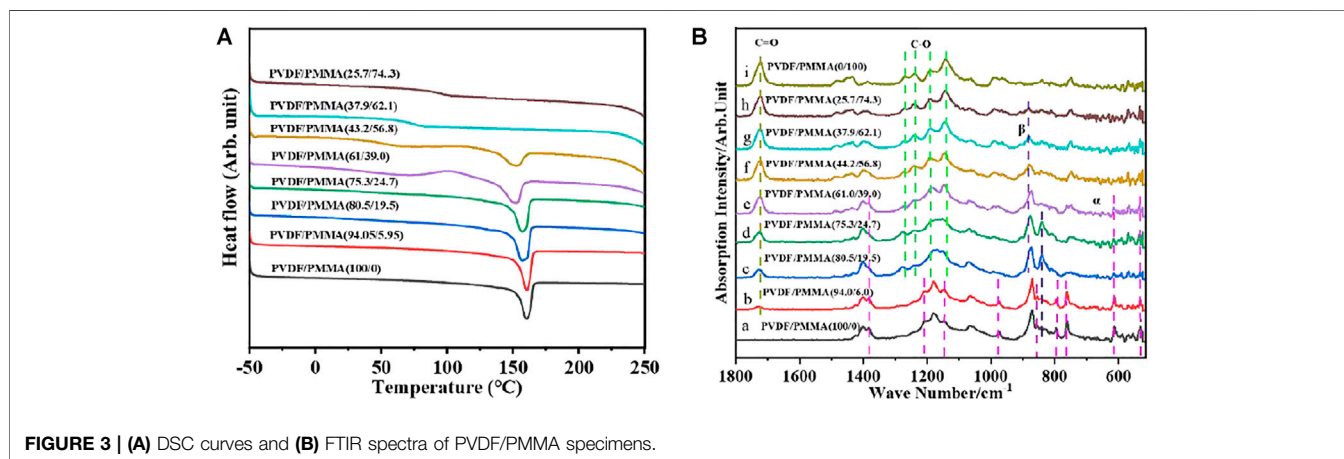 A
PVDF/PMMA(25.7/74.3)
PVDF/PMMA(37.9/62.1)
PVDF/PMMA(43.2/56.8)
PVDF/PMMA(61/39.0)
PVDF/PMMA(75.3/24.7)
PVDF/PMMA(80.5/19.5)
PVDF/PMMA(94.05/5.95)
PVDF/PMMA(100/0)
Heat flow (Arb. unit)
-50 0 50 100 150 200 250
Temperature (°C)
B
C=O
C-O
i PVDF/PMMA(0/100)
h PVDF/PMMA(25.7/74.3)
β
g PVDF/PMMA(37.9/62.1)
f PVDF/PMMA(44.2/56.8)
e PVDF/PMMA(61.0/39.0)
α
d PVDF/PMMA(75.3/24.7)
c PVDF/PMMA(80.5/19.5)
b PVDF/PMMA(94.0/6.0)
a PVDF/PMMA(100/0)
Absorption Intensity/Arb.Unit
1800 1600 1400 1200 1000 800 600
Wave Number/cm-1
FIGURE 3 | (A) DSC curves and (B) FTIR spectra of PVDF/PMMA specimens.